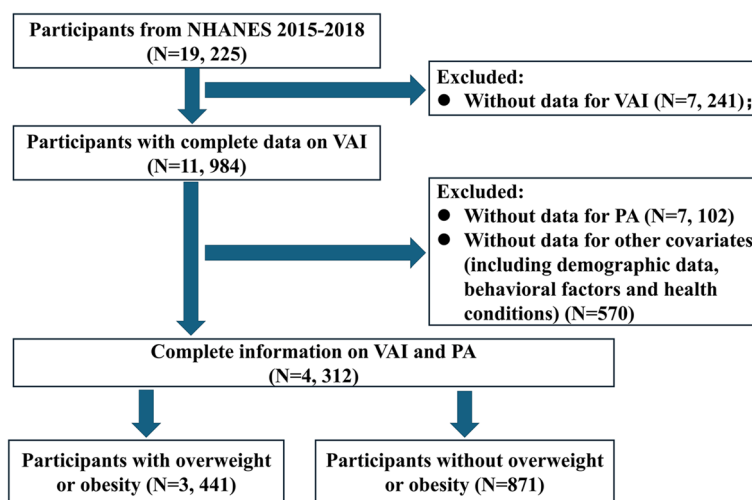 Participants from NHANES 2015-2018
(N=19, 225)
Excluded:
● Without data for VAI (N=7, 241);
Participants with complete data on VAI
(N=11, 984)
Excluded:
● Without data for PA (N=7, 102)
● Without data for other covariates
(including demographic data,
behavioral factors and health
conditions) (N=570)
Complete information on VAI and PA
(N=4, 312)
Participants with overweight
or obesity (N=3, 441)
Participants without overweight
or obesity (N=871)